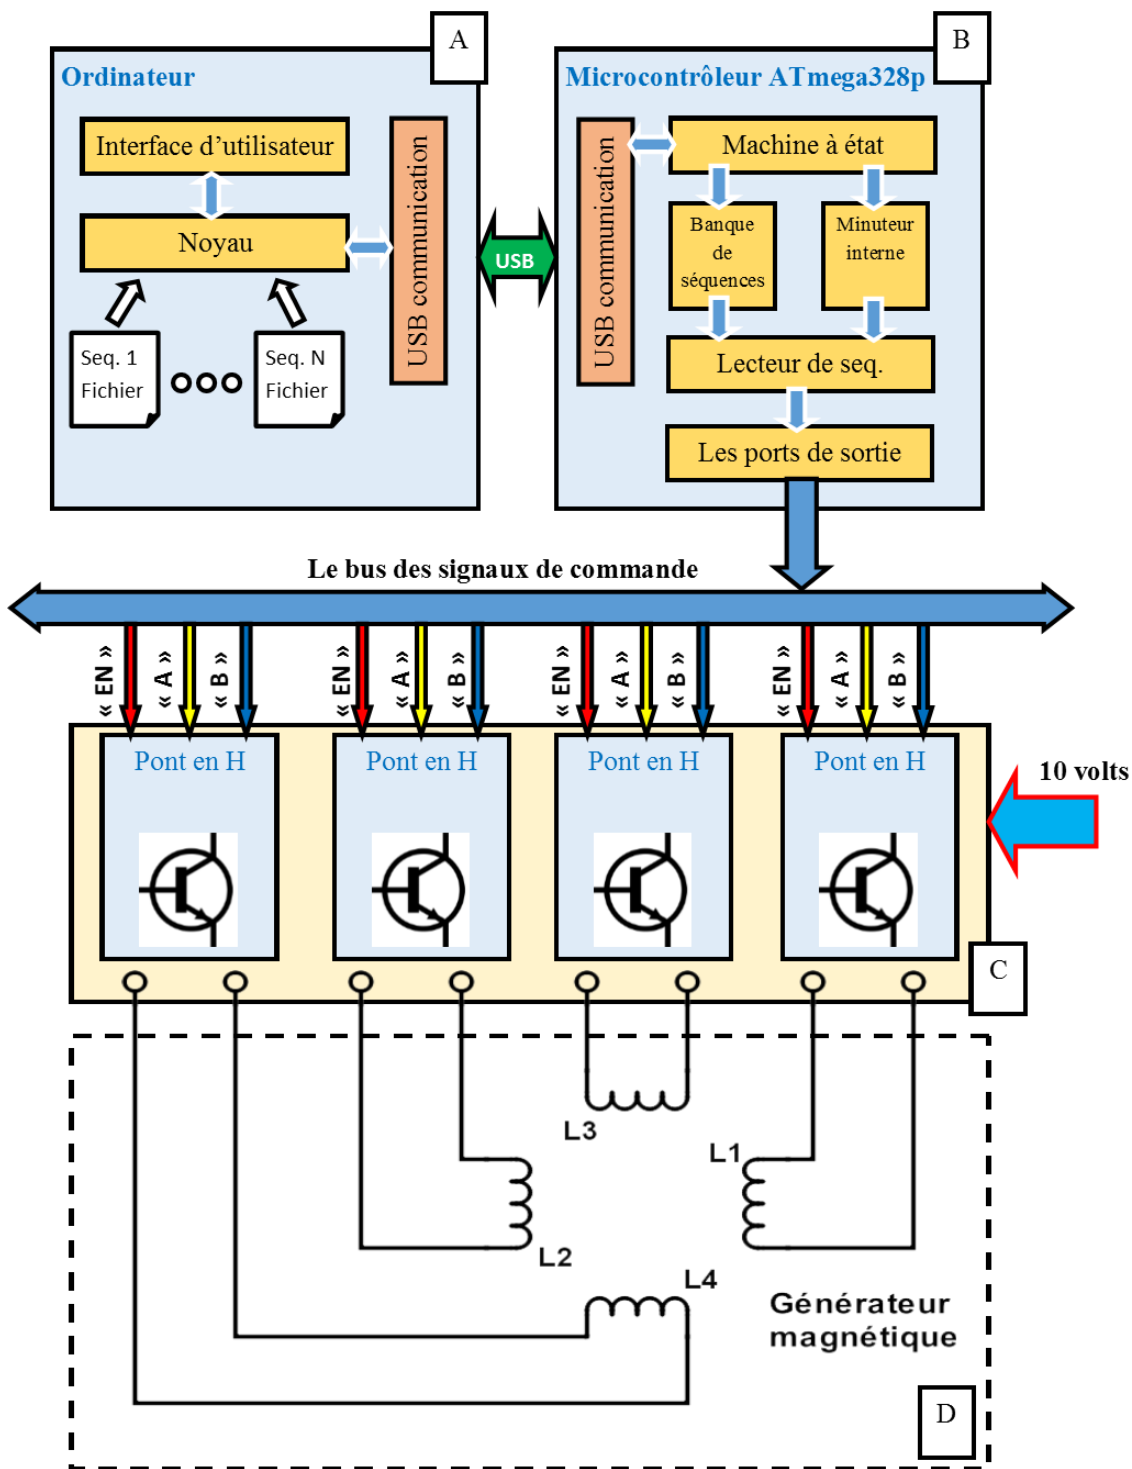 A
B
Ordinateur
Microcontrôleur ATmega328p
Interface d'utilisateur
Noyau
USB communication
Seq. 1
Fichier
Seq. N
Fichier
USB
USB communication
Machine à état
Banque
de
séquences
Minuteur
interne
Lecteur de seq.
Les ports de sortie
Le bus des signaux de commande
« EN »
« A »
« B »
« EN »
« A »
« B »
« EN »
« A »
« B »
« EN »
« A »
« B »
Pont en H
Pont en H
Pont en H
Pont en H
10 volts
C
L3
L1
L2
L4
Générateur
magnétique
D